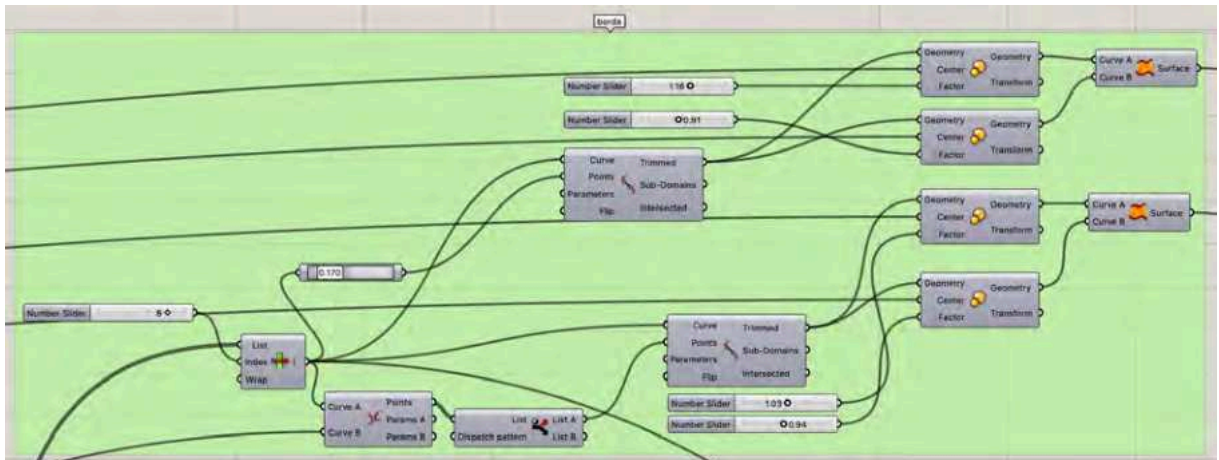 borda
Geometry Geometry
Center
Factor Transform
Curve A Surface
Curve B
Number Slider 1.16
Number Slider 0.91
Geometry Geometry
Center
Factor Transform
Curve Trimmed
Points
Sub-Domains
Parameters
Flip Intersected
Geometry Geometry
Center
Factor Transform
Curve A Surface
Curve B
0.170
Geometry Geometry
Center
Factor Transform
Number Slider 8
List
Index
Wrap
Curve Trimmed
Points
Sub-Domains
Parameters
Flip Intersected
Curve A Points
Params A
Curve B Params B
List List A
Dispatch pattern List B
Number Slider 1.03
Number Slider 0.94